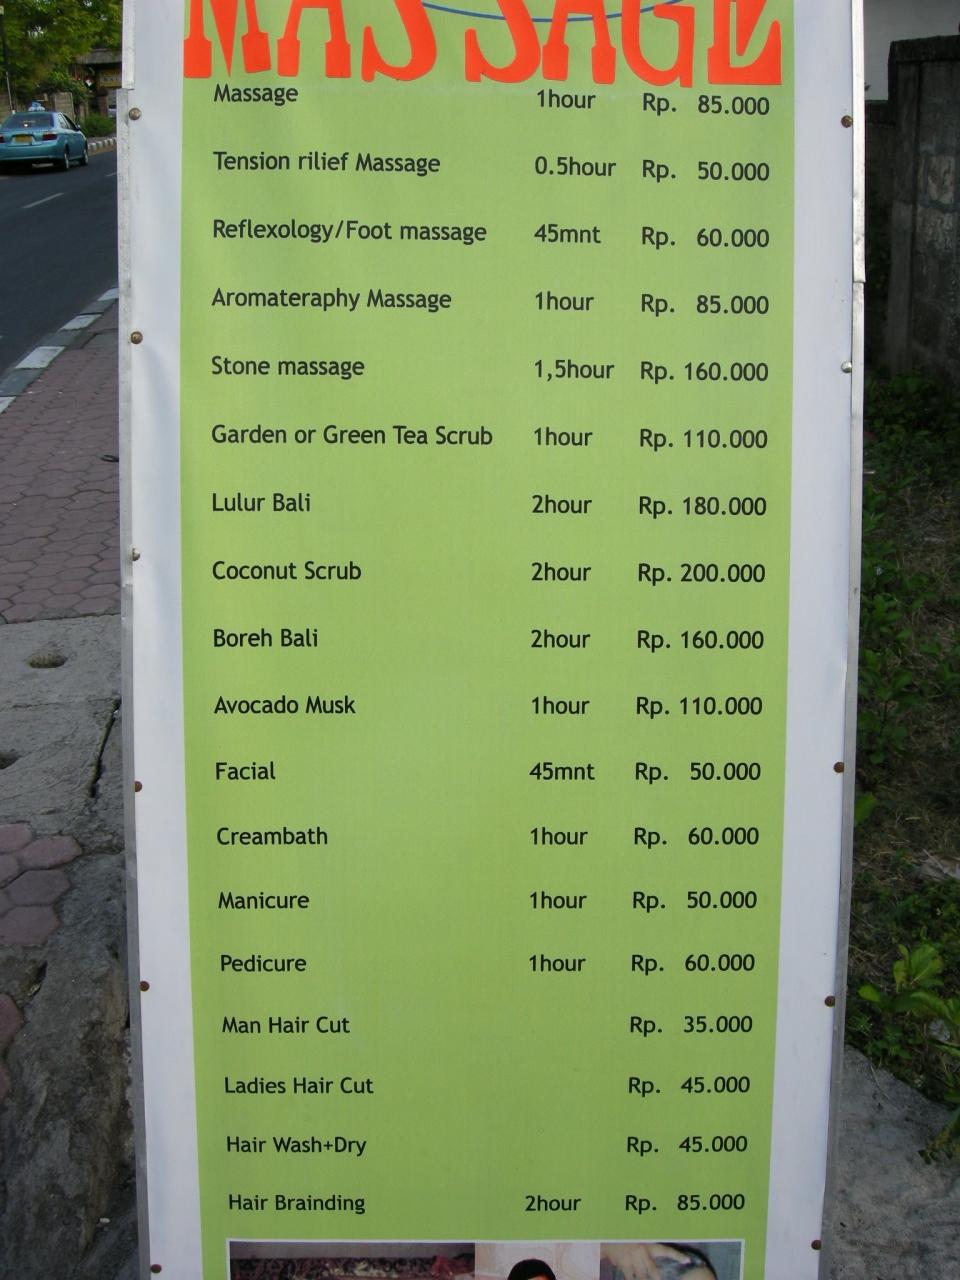 MASSAGE
Massage 1hour Rp. 85.000
Tension rilief Massage 0.5hour Rp. 50.000
Reflexology/Foot massage 45mnt Rp. 60.000
Aromateraphy Massage 1hour Rp. 85.000
Stone massage 1,5hour Rp. 160.000
Garden or Green Tea Scrub 1hour Rp. 110.000
Lulur Bali 2hour Rp. 180.000
Coconut Scrub 2hour Rp. 200.000
Boreh Bali 2hour Rp. 160.000
Avocado Musk 1hour Rp. 110.000
Facial 45mnt Rp. 50.000
Creambath 1hour Rp. 60.000
Manicure 1hour Rp. 50.000
Pedicure 1hour Rp. 60.000
Man Hair Cut Rp. 35.000
Ladies Hair Cut Rp. 45.000
Hair Wash+Dry Rp. 45.000
Hair Brainding 2hour Rp. 85.000